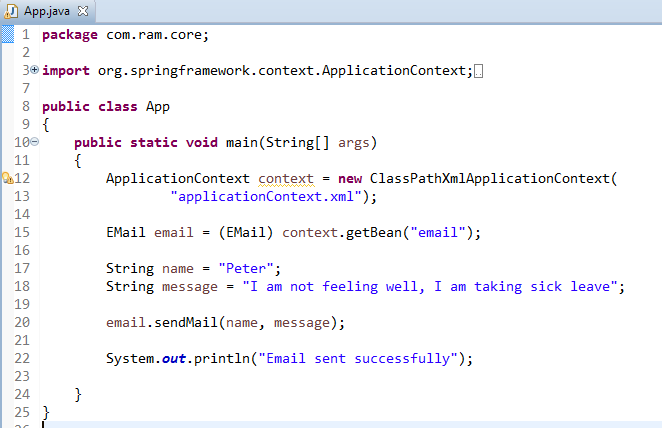 App.java
1 package com.ram.core;
2
3 import org.springframework.context.ApplicationContext;
7
8 public class App
9 {
10 public static void main(String[] args)
11 {
12 ApplicationContext context = new ClassPathXmlApplicationContext(
13 "applicationContext.xml");
14
15 EMail email = (EMail) context.getBean("email");
16
17 String name = "Peter";
18 String message = "I am not feeling well, I am taking sick leave";
19
20 email.sendMail(name, message);
21
22 System.out.println("Email sent successfully");
23
24 }
25 }